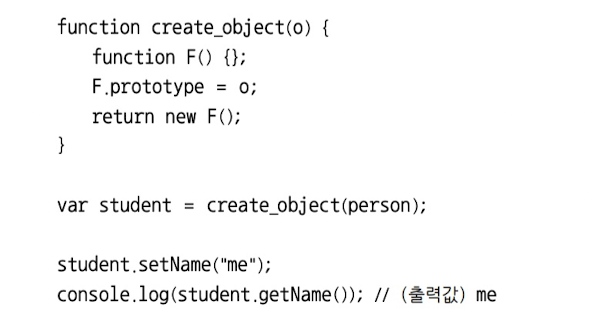 function create_object(o) {
function F() {};
F.prototype = o;
return new F();
}
var student = create_object(person);
student.setName("me");
console.log(student.getName()); // (출력값) me